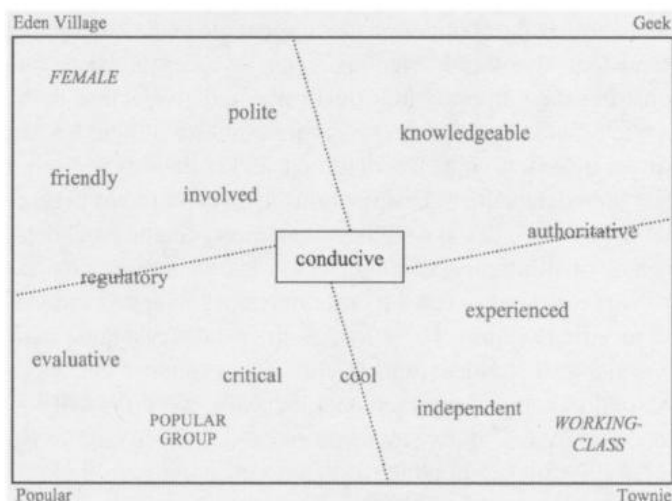 Eden Village
Geek
FEMALE
polite
knowledgeable
friendly
involved
authoritative
conducive
regulatory
experienced
evaluative
critical
cool
independent
POPULAR
GROUP
WORKING-
CLASS
Popular
Townie